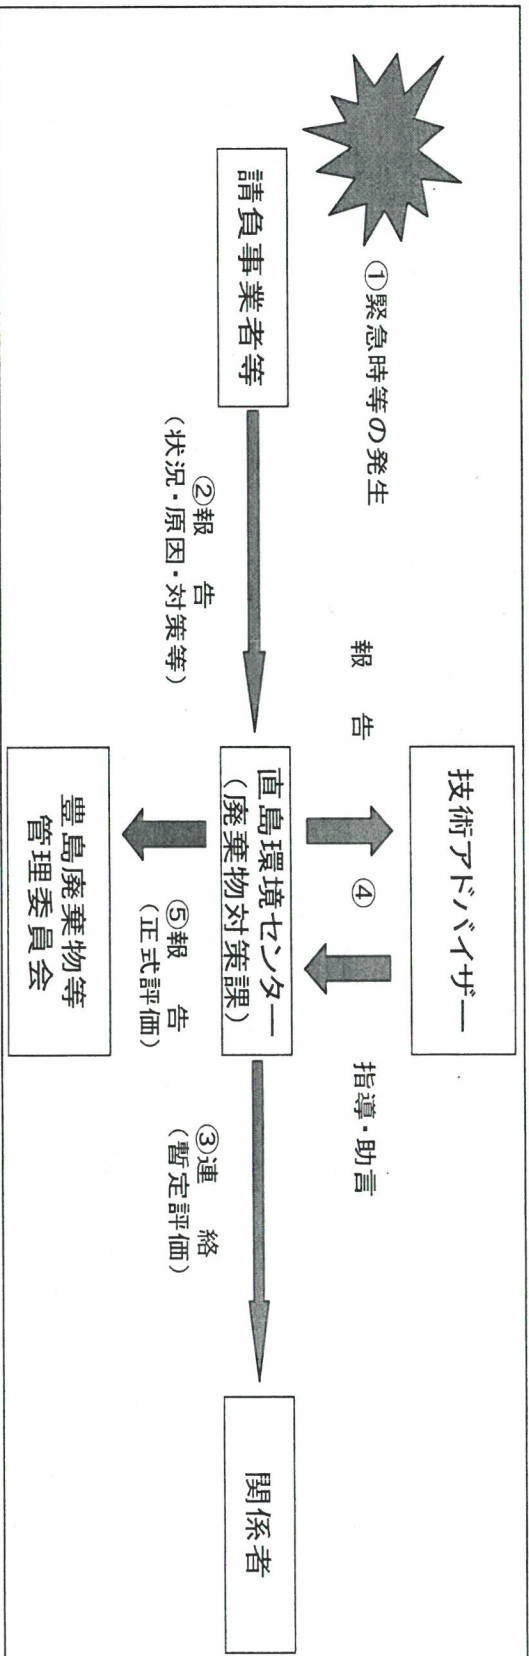 ①緊急時等の発生
請負事業者等
②報　告
（状況・原因・対策等）
技術アドバイザー
報　告
④
指導・助言
直島環境センター
（廃棄物対策課）
⑤報　告
（正式評価）
豊島廃棄物等
管理委員会
③連　絡
（暫定評価）
関係者